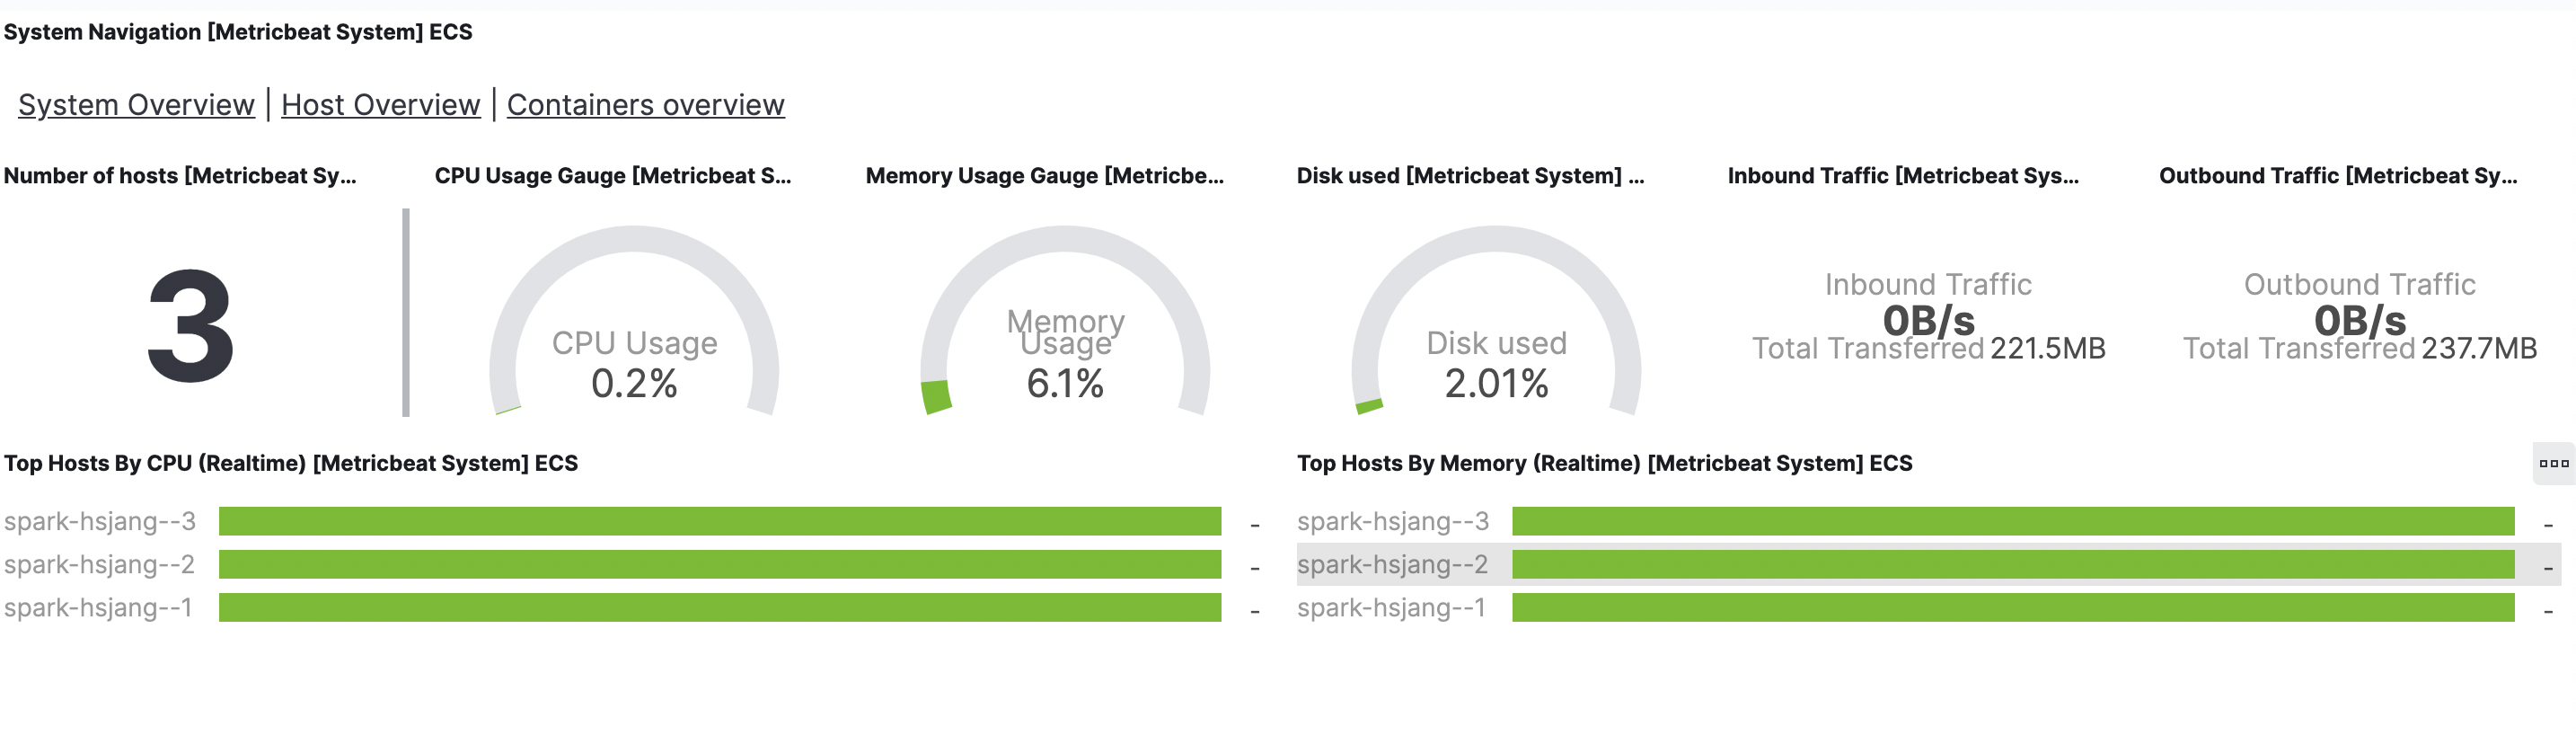 System Navigation [Metricbeat System] ECS
System Overview | Host Overview | Containers overview
Number of hosts [Metricbeat Sy...
3
CPU Usage Gauge [Metricbeat S...
CPU Usage
0.2%
Memory Usage Gauge [Metricbe...
Memory
Usage
6.1%
Disk used [Metricbeat System] ...
Disk used
2.01%
Inbound Traffic [Metricbeat Sys...
Inbound Traffic
0B/s
Total Transferred 221.5MB
Outbound Traffic [Metricbeat Sy...
Outbound Traffic
0B/s
Total Transferred 237.7MB
Top Hosts By CPU (Realtime) [Metricbeat System] ECS
spark-hsjang--3 -
spark-hsjang--2 -
spark-hsjang--1 -
Top Hosts By Memory (Realtime) [Metricbeat System] ECS
spark-hsjang--3 -
spark-hsjang--2 -
spark-hsjang--1 -